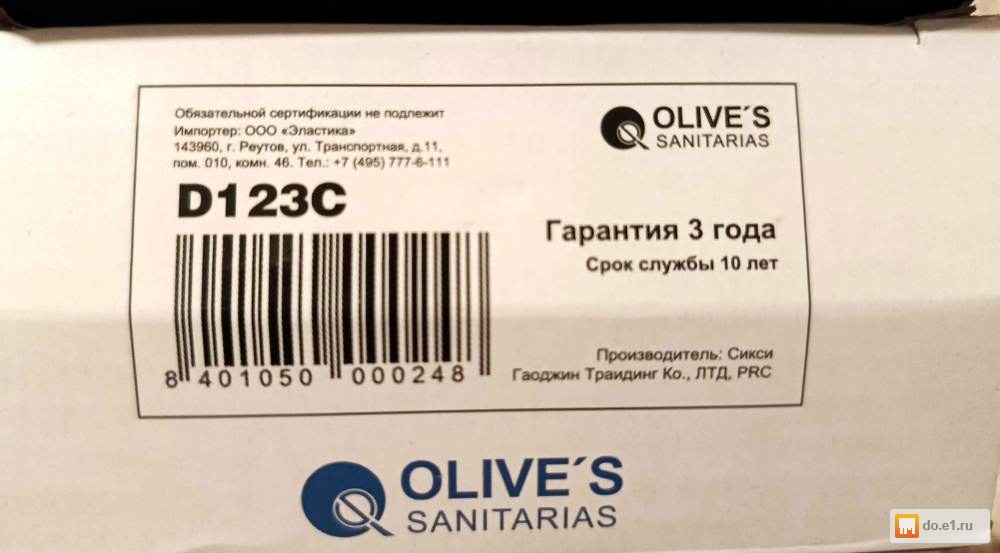 Обязательной сертификации не подлежит
Импортер: ООО «Эластика»
143960, г. Реутов, ул. Транспортная, д.11,
пом. 010, комн. 46. Тел.: +7 (495) 777-6-111
D123C
8 401050 000248
OLIVE´S
SANITARIAS
Гарантия 3 года
Срок службы 10 лет
Производитель: Сикси
Гаоджин Траидинг Ко., ЛТД, PRC
OLIVE´S
SANITARIAS
do.e1.ru